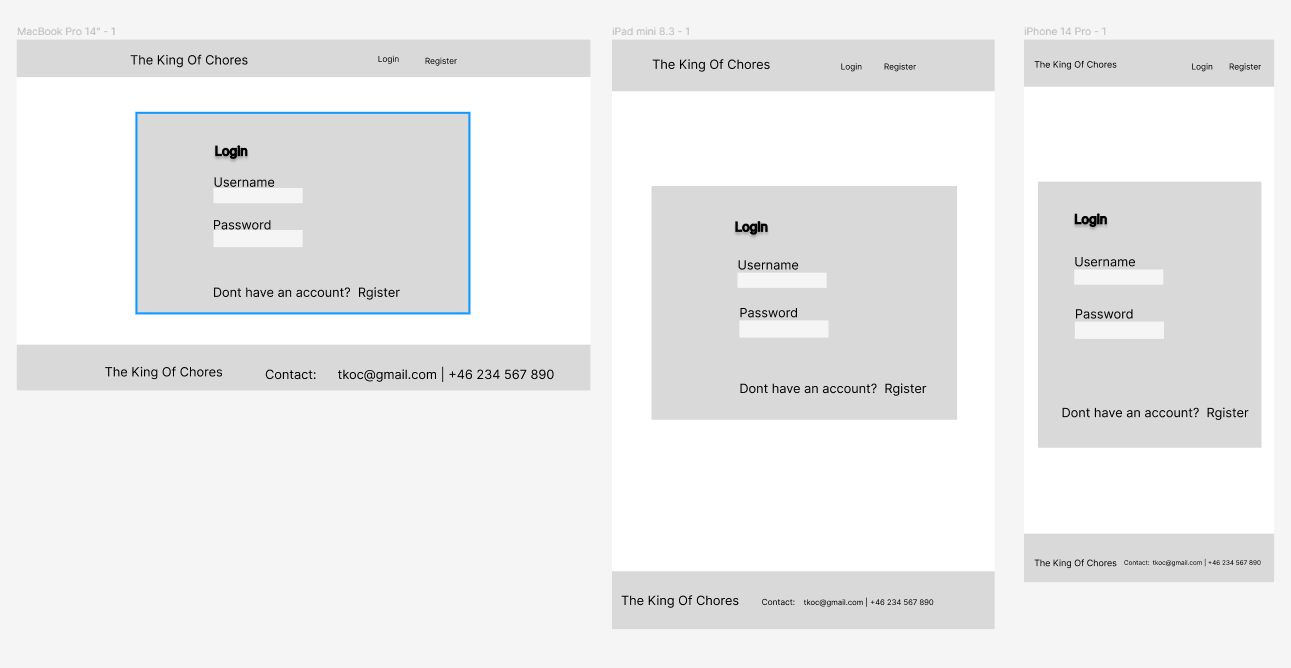 MacBook Pro 14" - 1
The King Of Chores
Login
Register
Login
Username
Password
Dont have an account? Rgister
The King Of Chores
Contact:
tkoc@gmail.com | +46 234 567 890
iPad mini 8.3 - 1
The King Of Chores
Login
Register
Login
Username
Password
Dont have an account? Rgister
The King Of Chores
Contact:
tkoc@gmail.com | +46 234 567 890
iPhone 14 Pro - 1
The King Of Chores
Login
Register
Login
Username
Password
Dont have an account? Rgister
The King Of Chores
Contact:
tkoc@gmail.com | +46 234 567 890